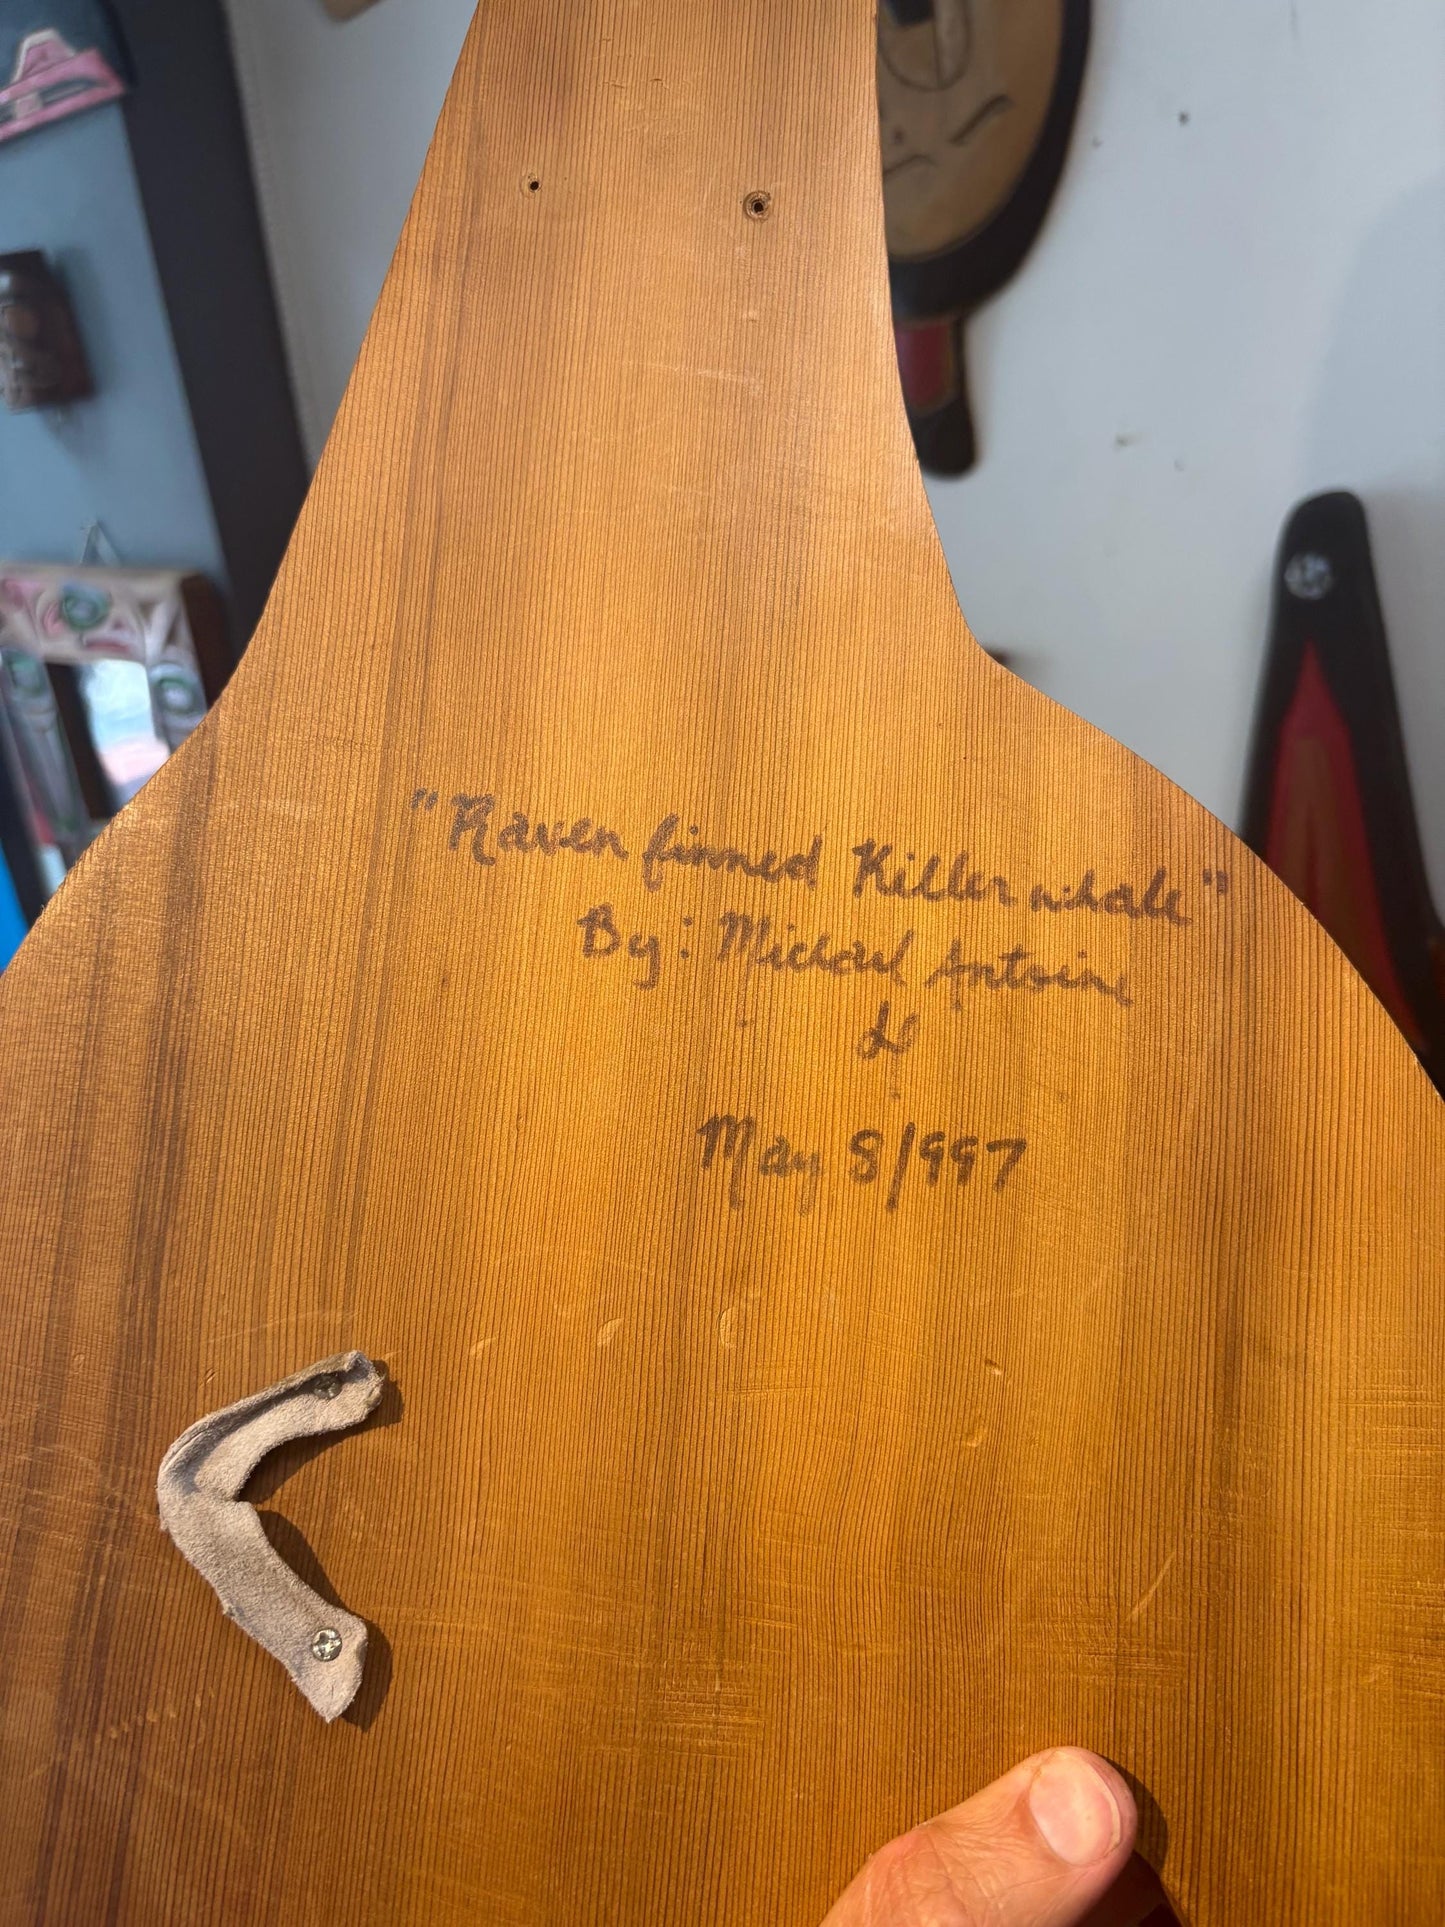 "Raven finned Killer whale"
By: Michael Antoine
May 8/1997